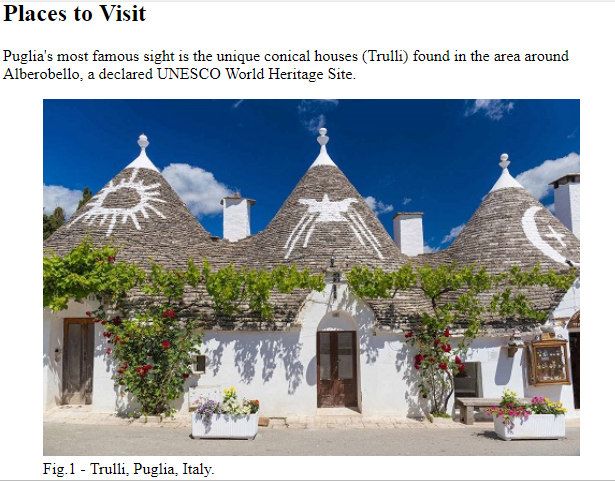 Places to Visit
Puglia's most famous sight is the unique conical houses (Trulli) found in the area around
Alberobello, a declared UNESCO World Heritage Site.
Fig.1 - Trulli, Puglia, Italy.